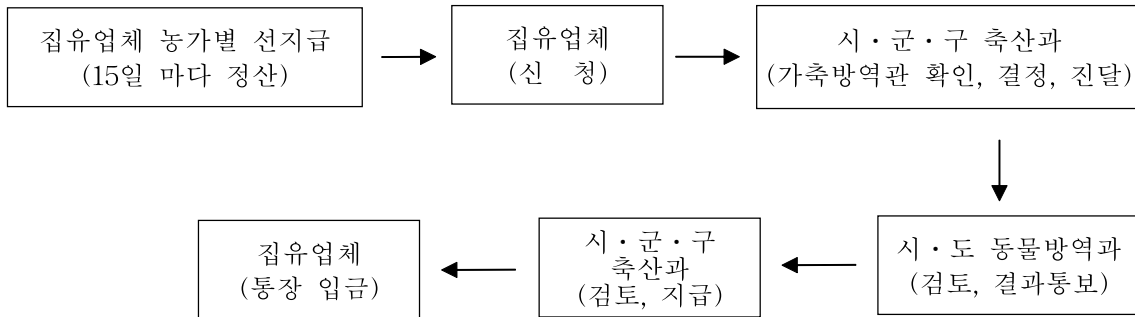 집유업체 농가별 선지급
(15일 마다 정산)
집유업체
(신 청)
시・군・구 축산과
(가축방역관 확인, 결정, 진달)
시・도 동물방역과
(검토, 결과통보)
시・군・구
축산과
(검토, 지급)
집유업체
(통장 입금)